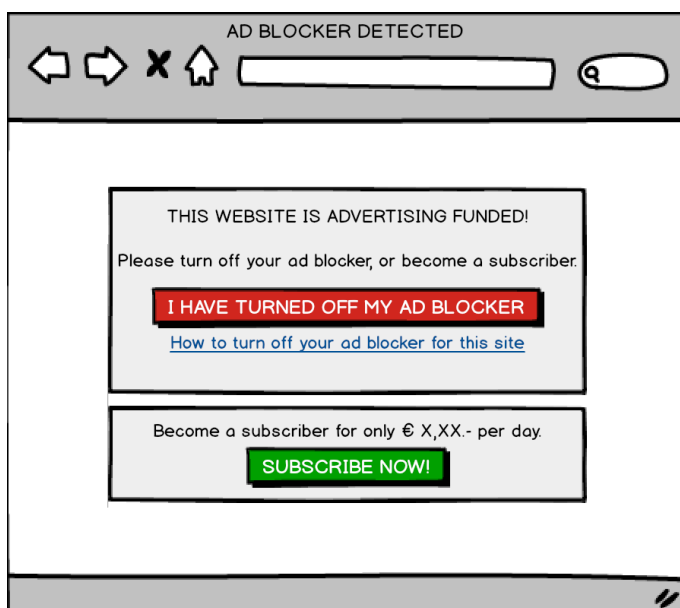 AD BLOCKER DETECTED
THIS WEBSITE IS ADVERTISING FUNDED!
Please turn off your ad blocker, or become a subscriber.
I HAVE TURNED OFF MY AD BLOCKER
How to turn off your ad blocker for this site
Become a subscriber for only € X,XX.- per day.
SUBSCRIBE NOW!